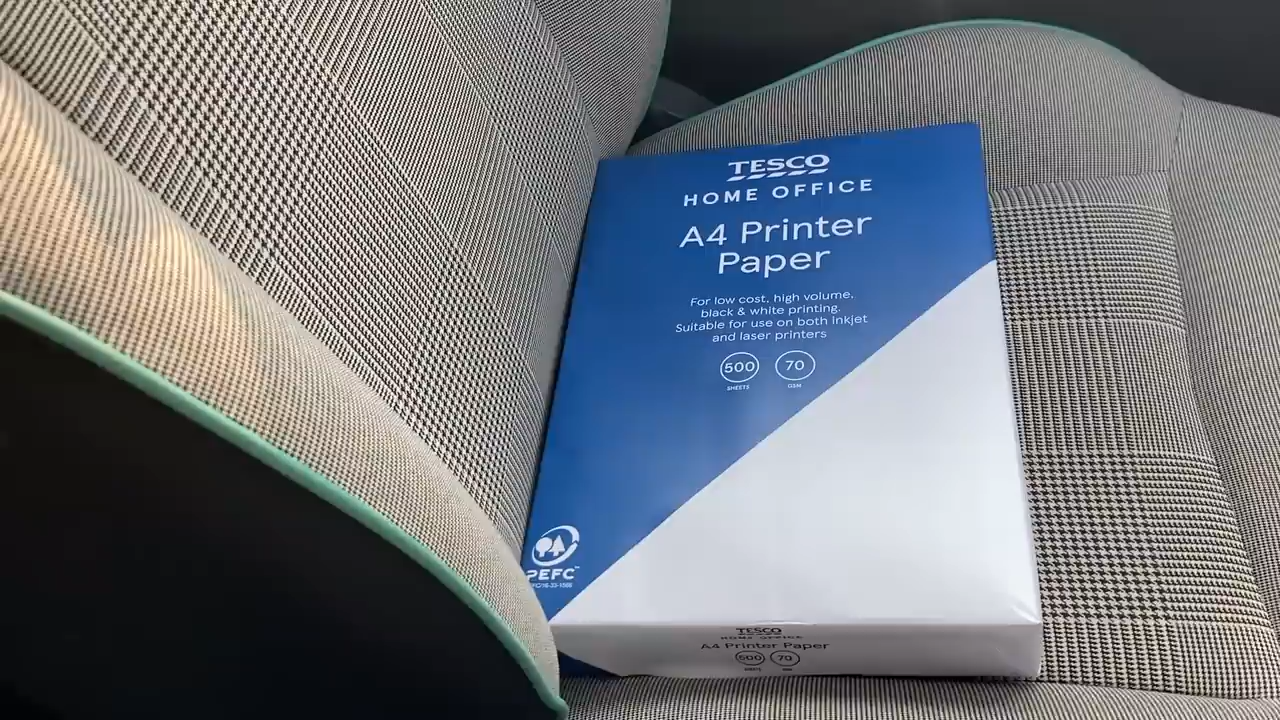 TESCO
HOME OFFICE
A4 Printer
Paper
For low cost, high volume,
black & white printing.
Suitable for use on both inkjet
and laser printers
500
SHEETS
70
GSM
PEFC™
TESCO
HOME OFFICE
A4 Printer Paper
500
70